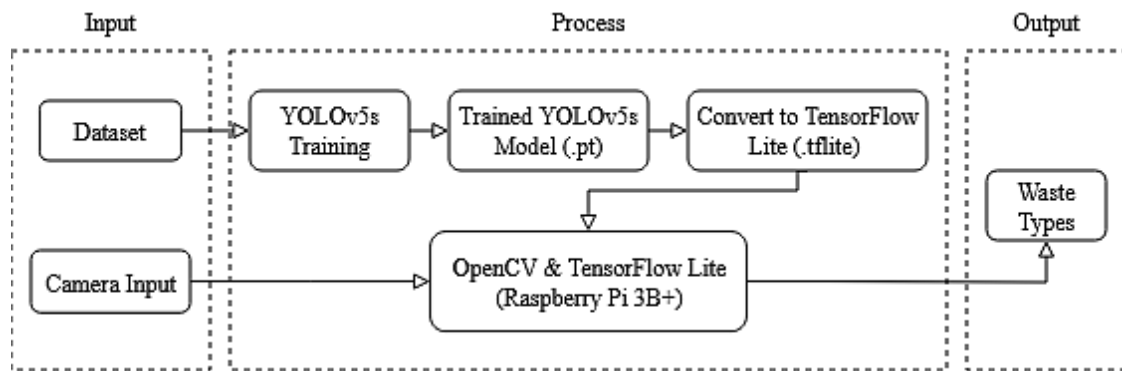 Input
Process
Output
Dataset
YOLOv5s
Training
Trained YOLOv5s
Model (.pt)
Convert to TensorFlow
Lite (.tflite)
Waste
Types
Camera Input
OpenCV & TensorFlow Lite
(Raspberry Pi 3B+)